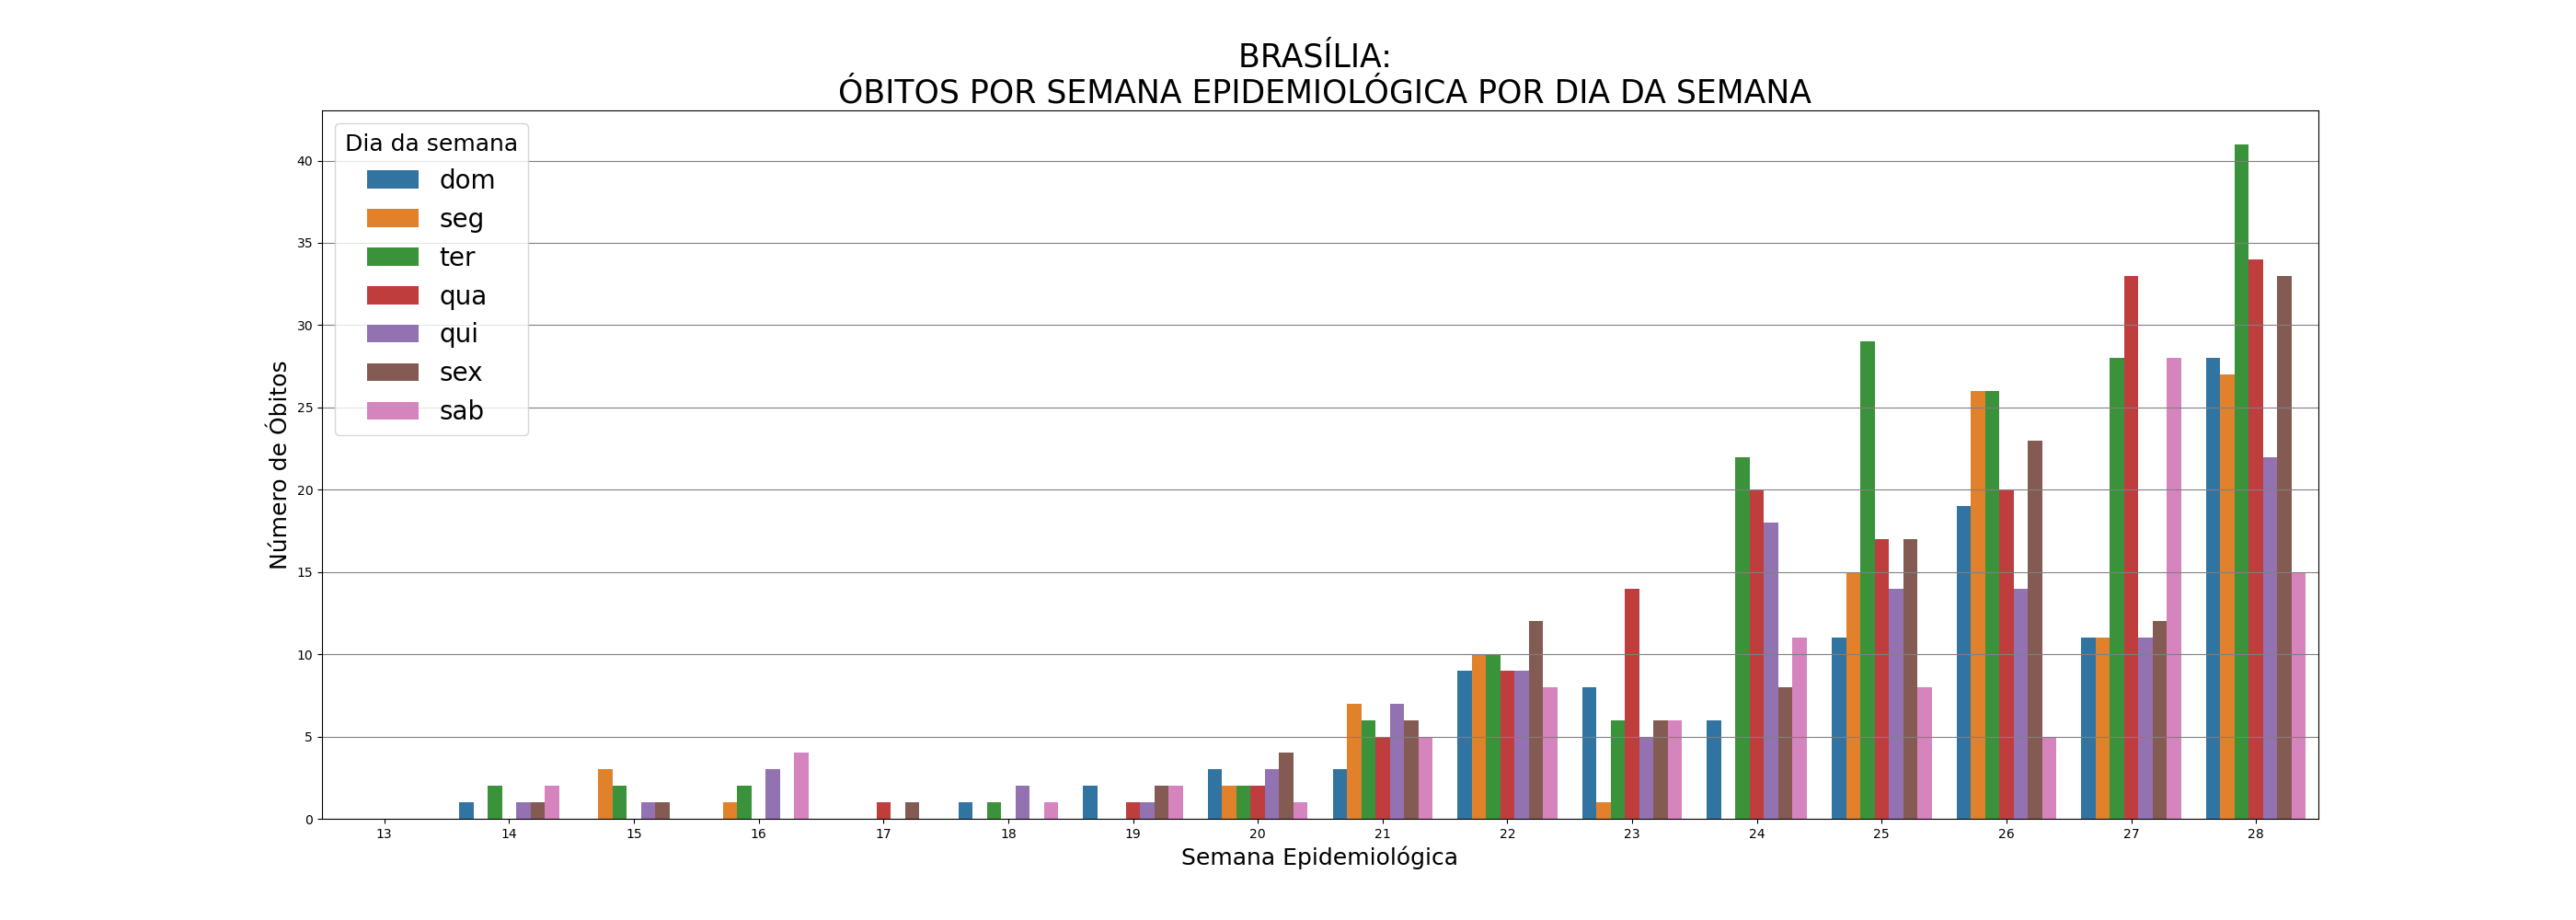 BRASÍLIA:
ÓBITOS POR SEMANA EPIDEMIOLÓGICA POR DIA DA SEMANA
Dia da semana
dom
seg
ter
qua
qui
sex
sab
Número de Óbitos
40
35
30
25
20
15
10
5
0
13 14 15 16 17 18 19 20 21 22 23 24 25 26 27 28
Semana Epidemiológica